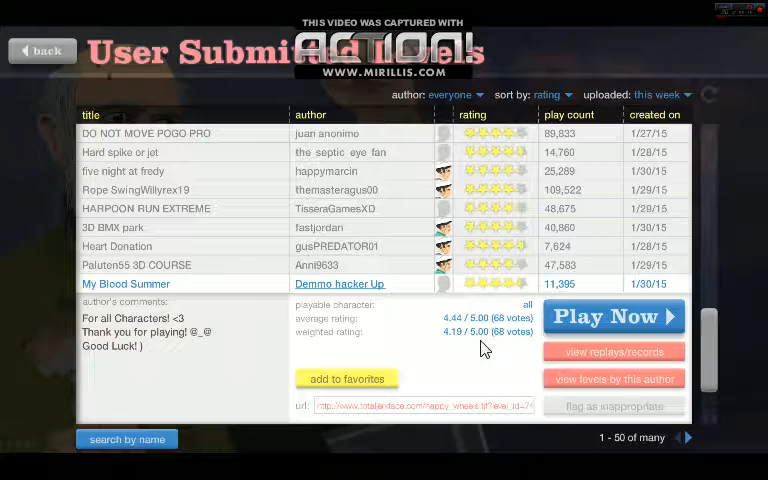 THIS VIDEO WAS CAPTURED WITH
ACTION!
WWW.MIRILLIS.COM
back
User Submitted Levels
author: everyone sort by: rating uploaded: this week
title author rating play count created on
DO NOT MOVE POGO PRO juan anonimo 89,833 1/27/15
Hard spike or jet the septic eye fan 14,760 1/28/15
five night at fredy happymarcin 25,289 1/30/15
Rope SwingWillyrex19 themasteragus00 109,522 1/29/15
HARPOON RUN EXTREME TisseraGamesXD 48,675 1/29/15
3D BMX park fastjordan 40,860 1/30/15
Heart Donation gusPREDATOR01 7,624 1/28/15
Paluten55 3D COURSE Anni9633 47,583 1/29/15
My Blood Summer Demmo hacker Up 11,395 1/30/15
author's comments:
For all Characters! <3
Thank you for playing! @_@
Good Luck! )
playable character: all
average rating: 4.44 / 5.00 (68 votes)
weighted rating: 4.19 / 5.00 (68 votes)
add to favorites
url: http://www.totaljerkface.com/happy_wheels.tjf?level_id=74
Play Now
view replays/records
view levels by this author
flag as inappropriate
search by name
1 - 50 of many